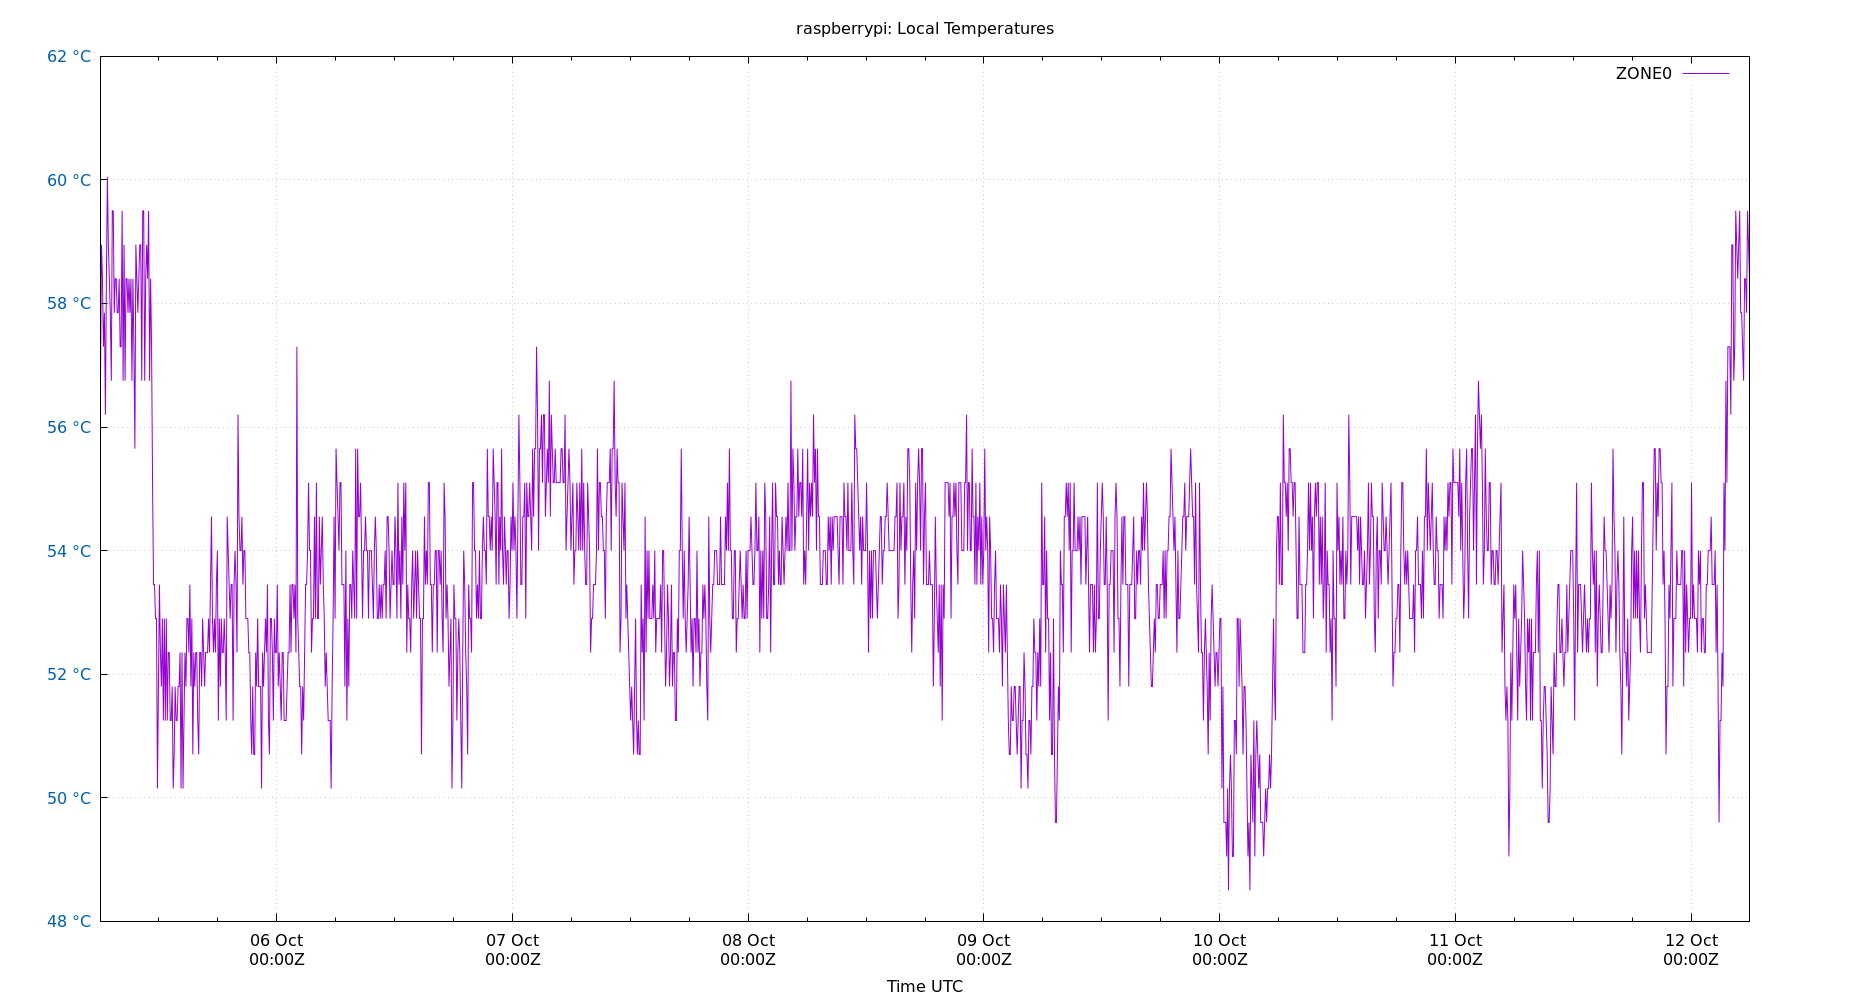 raspberrypi: Local Temperatures
62 °C
ZONE0
60 °C
58 °C
56 °C
54 °C
52 °C
50 °C
48 °C
06 Oct 07 Oct 08 Oct 09 Oct 10 Oct 11 Oct 12 Oct
00:00Z 00:00Z 00:00Z 00:00Z 00:00Z 00:00Z 00:00Z
Time UTC